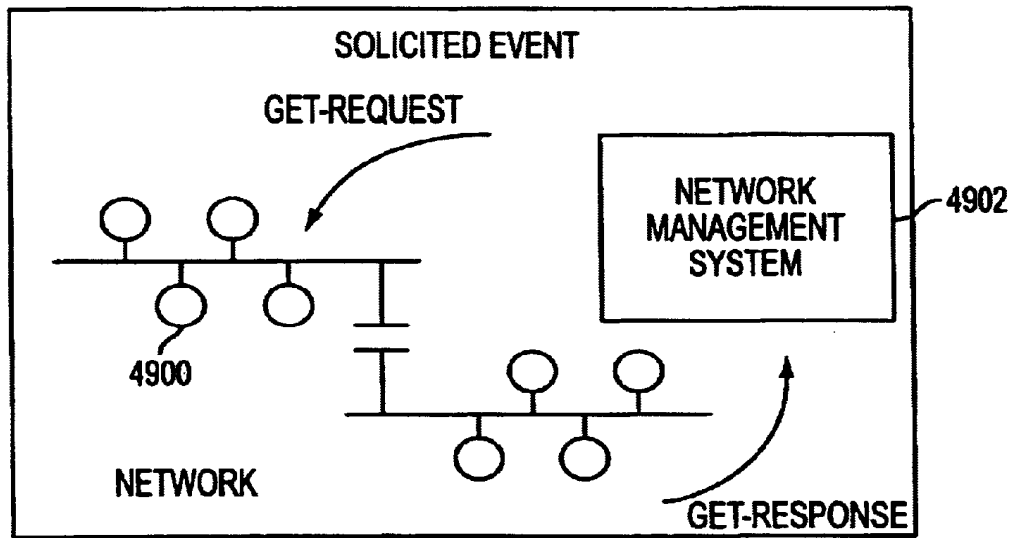 SOLICITED EVENT
GET-REQUEST
NETWORK
MANAGEMENT
SYSTEM
4902
4900
NETWORK
GET-RESPONSE